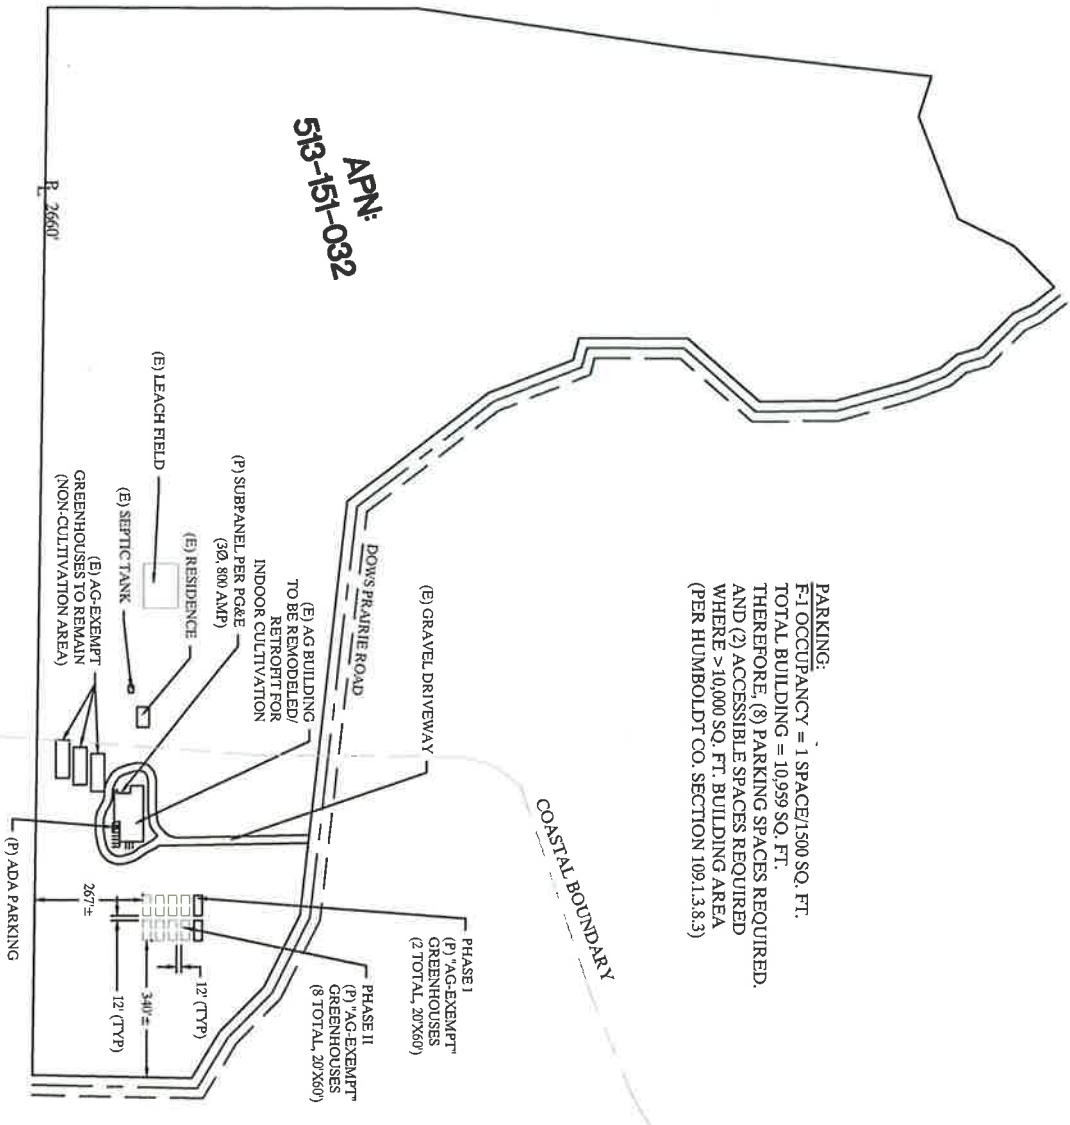 APN:
513-151-032
PL 2660'
PARKING:
F-1 OCCUPANCY = 1 SPACE/1500 SQ. FT.
TOTAL BUILDING = 10,959 SQ. FT.
THEREFORE, (8) PARKING SPACES REQUIRED.
AND (2) ACCESSIBLE SPACES REQUIRED
WHERE >10,000 SQ. FT. BUILDING AREA
(PER HUMBOLDT CO. SECTION 109.1.3.8.3)
COASTAL BOUNDARY
DOWS PRAIRIE ROAD
(E) GRAVEL DRIVEWAY
(E) AG BUILDING
TO BE REMODELED/
RETROFIT FOR
INDOOR CULTIVATION
(P) SUBPANEL PER PG&E
(3Ø, 800 AMP)
(E) RESIDENCE
(E) LEACH FIELD
(E) SEPTIC TANK
(E) AG-EXEMPT
GREENHOUSES TO REMAIN
(NON-CULTIVATION AREA)
PHASE I
(P) "AG-EXEMPT"
GREENHOUSES
(2 TOTAL, 20'X60')
PHASE II
(P) "AG-EXEMPT"
GREENHOUSES
(8 TOTAL, 20'X60')
12' (TYP)
340'±
12' (TYP)
267'±
(P) ADA PARKING